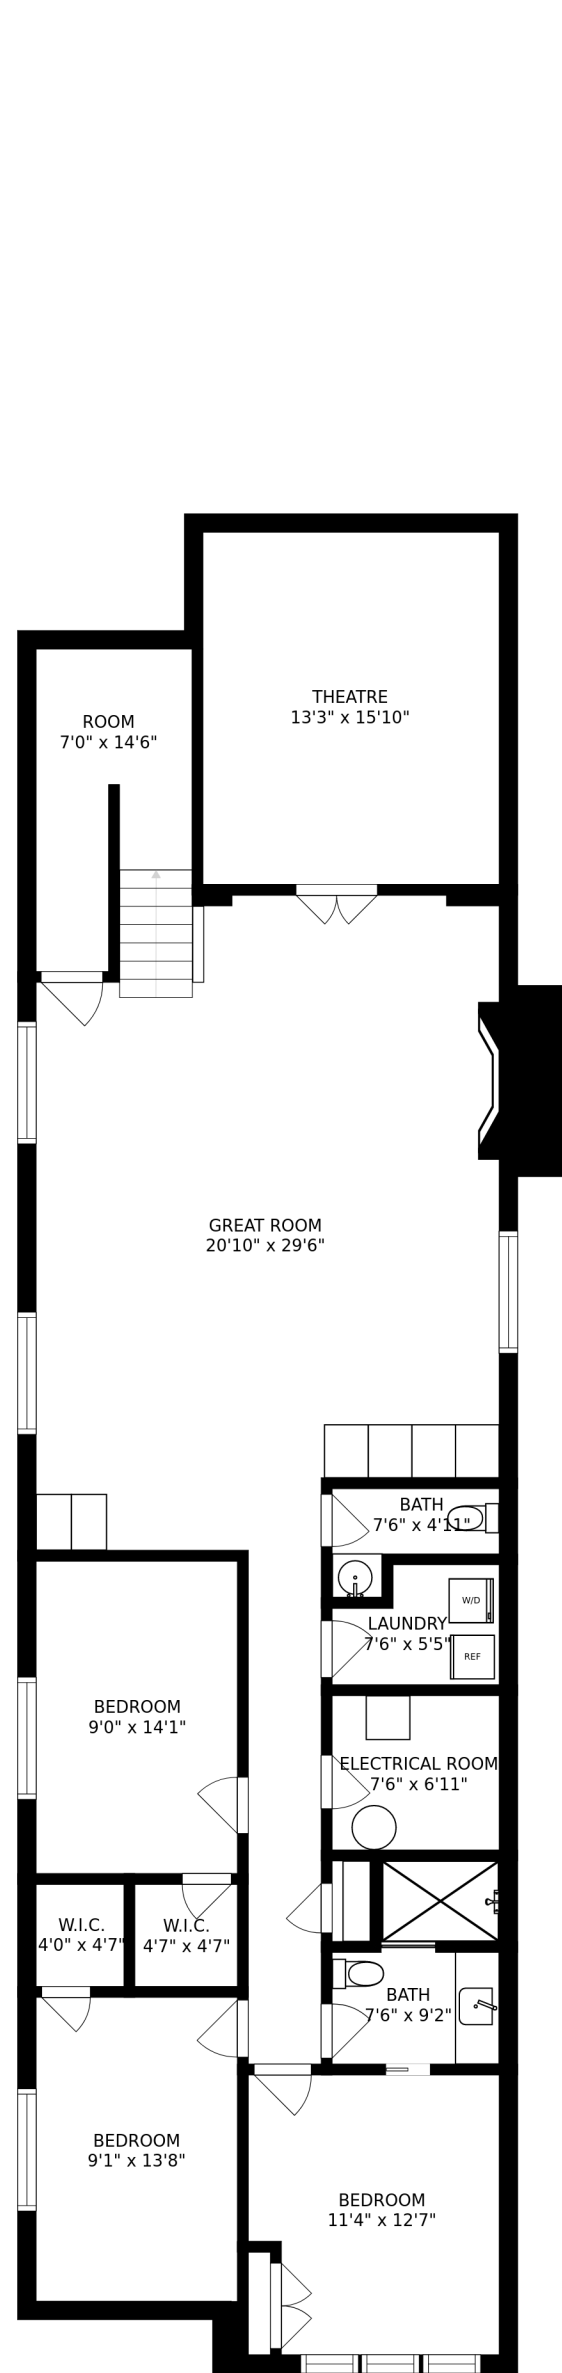 THEATRE
13'3" x 15'10"
ROOM
7'0" x 14'6"
GREAT ROOM
20'10" x 29'6"
BATH
7'6" x 4'11"
W/D
LAUNDRY
7'6" x 5'5"
REF
BEDROOM
9'0" x 14'1"
ELECTRICAL ROOM
7'6" x 6'11"
W.I.C.
4'0" x 4'7"
W.I.C.
4'7" x 4'7"
BATH
7'6" x 9'2"
BEDROOM
9'1" x 13'8"
BEDROOM
11'4" x 12'7"